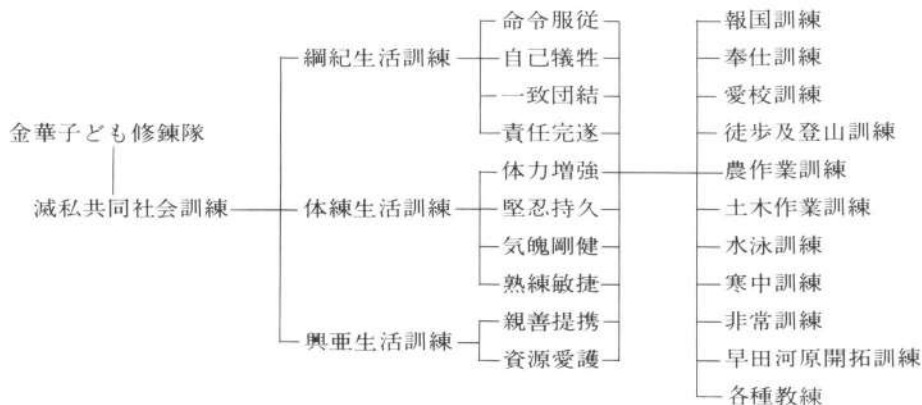 金華子ども修錬隊
滅私共同社会訓練
綱紀生活訓練
体練生活訓練
興亜生活訓練
命令服従
自己犠牲
一致団結
責任完遂
体力増強
堅忍持久
気魄剛健
熟練敏捷
親善提携
資源愛護
報国訓練
奉仕訓練
愛校訓練
徒歩及登山訓練
農作業訓練
土木作業訓練
水泳訓練
寒中訓練
非常訓練
早田河原開拓訓練
各種教練